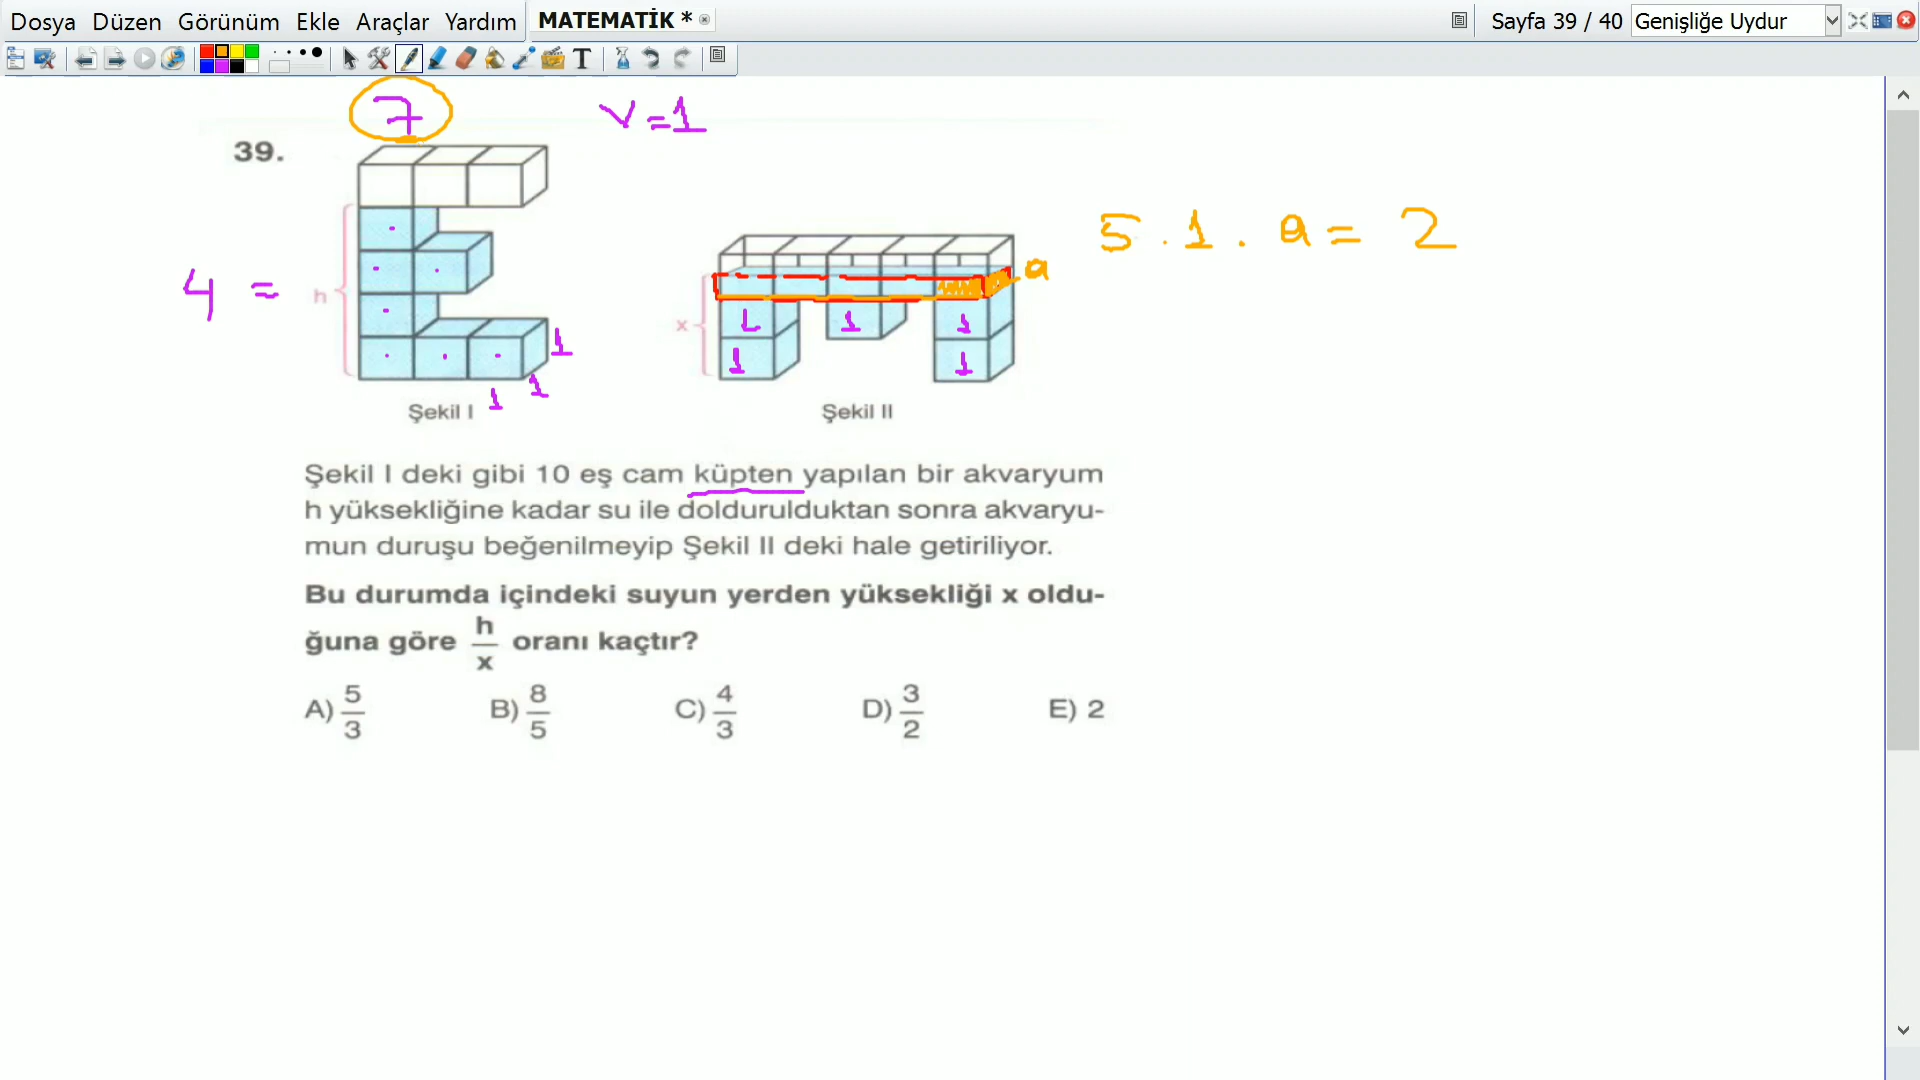 Dosya Düzen Görünüm Ekle Araçlar Yardım
MATEMATİK *
Sayfa 39 / 40
Genişliğe Uydur
7
v=1
39.
4 =
h
1
1
1
Şekil I
x
1 1 1
1 1
a
Şekil II
5 . 1 . a = 2
Şekil I deki gibi 10 eş cam küpten yapılan bir akvaryum
h yüksekliğine kadar su ile doldurulduktan sonra akvaryu-
mun duruşu beğenilmeyip Şekil II deki hale getiriliyor.
Bu durumda içindeki suyun yerden yüksekliği x oldu-
ğuna göre h/x oranı kaçtır?
A) 5/3 B) 8/5 C) 4/3 D) 3/2 E) 2